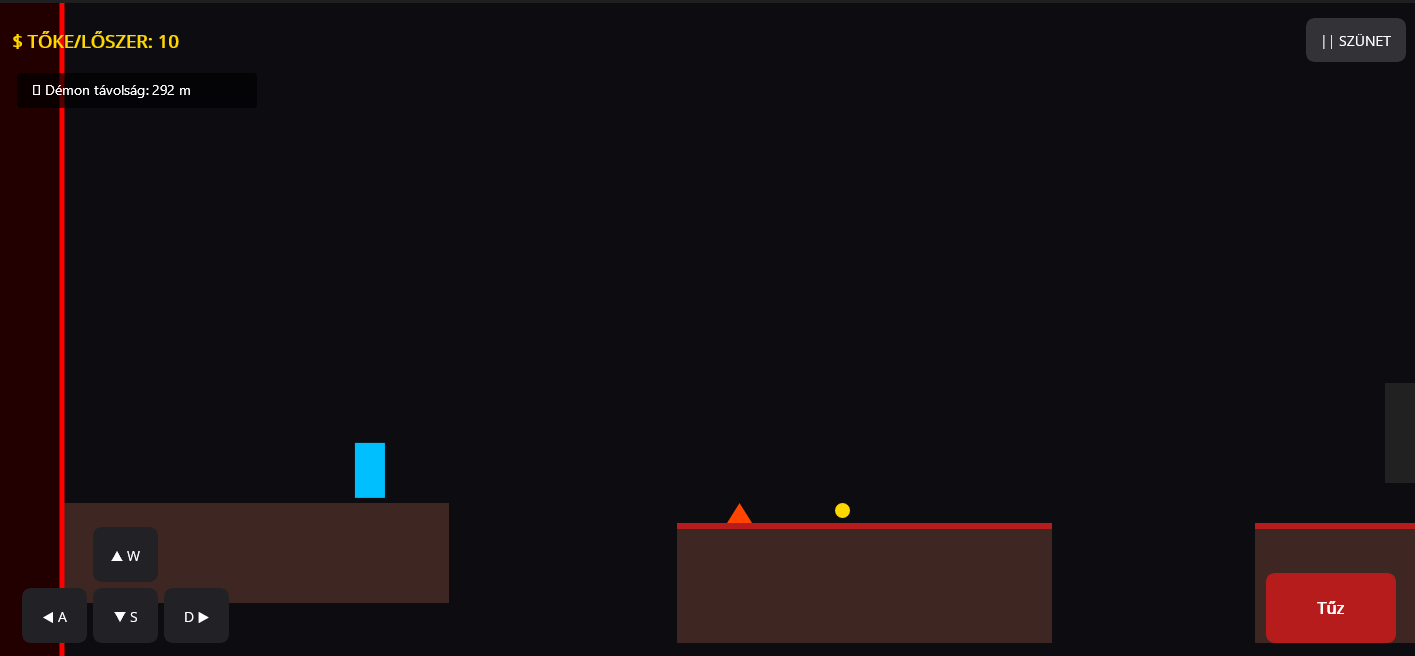 $ TŐKE/LŐSZER: 10
|| SZÜNET
Démon távolság: 292 m
▲ W
◀ A
▼ S
D ▶
Tűz